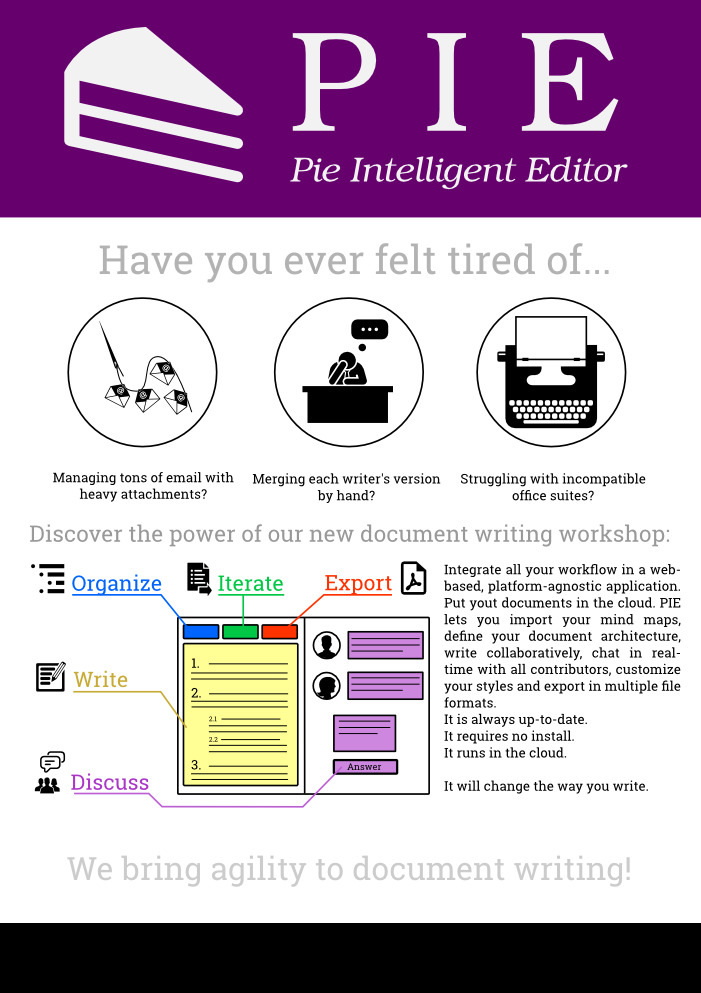 P I E
Pie Intelligent Editor
Have you ever felt tired of...
Managing tons of email with
heavy attachments?
Merging each writer's version
by hand?
Struggling with incompatible
office suites?
Discover the power of our new document writing workshop:
Organize
Iterate
Export
Write
Discuss
1.
2.
2.1
2.2
3.
Answer
Integrate all your workflow in a web-
based, platform-agnostic application.
Put yout documents in the cloud. PIE
lets you import your mind maps,
define your document architecture,
write collaboratively, chat in real-
time with all contributors, customize
your styles and export in multiple file
formats.
It is always up-to-date.
It requires no install.
It runs in the cloud.
It will change the way you write.
We bring agility to document writing!